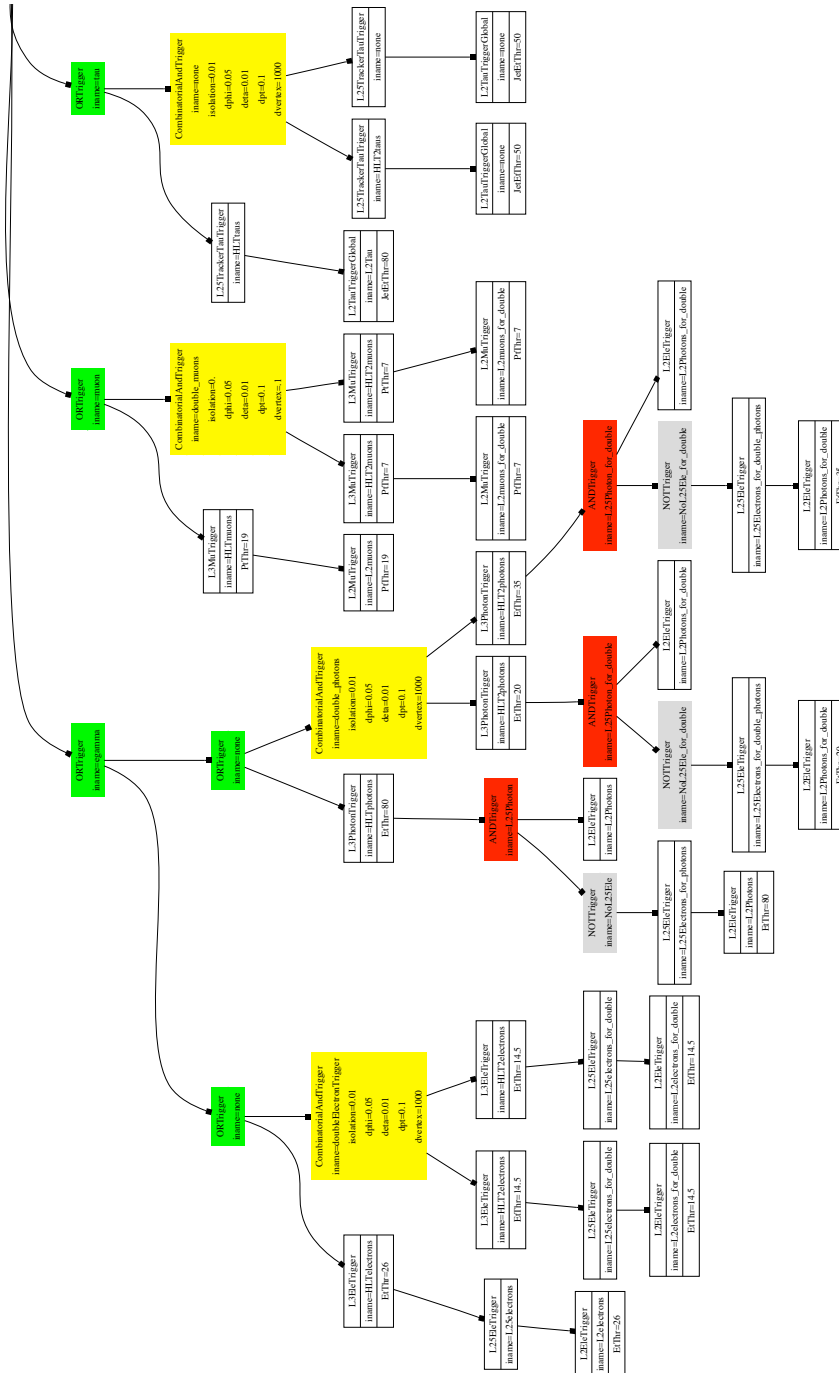 ORTrigger
iname=tau
CombinatorialAndTrigger
iname=none
isolation=0.01
dphi=0.05
deta=0.01
dpt=0.1
dvertex=1000
L25TrackerTauTrigger
iname=none
L2TauTriggerGlobal
iname=none
JetEtThr=50
L25TrackerTauTrigger
iname=HLT2taus
L2TauTriggerGlobal
iname=none
JetEtThr=50
L25TrackerTauTrigger
iname=HLTtaus
L2TauTriggerGlobal
iname=L2Tau
JetEtThr=80
ORTrigger
iname=muon
CombinatorialAndTrigger
iname=double_muons
isolation=0.
dphi=0.05
deta=0.01
dpt=0.1
dvertex=.1
L3MuTrigger
iname=HLT2muons
PtThr=7
L2MuTrigger
iname=L2muons_for_double
PtThr=7
L3MuTrigger
iname=HLT2muons
PtThr=7
L2MuTrigger
iname=L2muons_for_double
PtThr=7
L3MuTrigger
iname=HLTmuons
PtThr=19
L2MuTrigger
iname=L2muons
PtThr=19
ORTrigger
iname=egamma
ORTrigger
iname=none
CombinatorialAndTrigger
iname=double_photons
isolation=0.01
dphi=0.05
deta=0.01
dpt=0.1
dvertex=1000
L3PhotonTrigger
iname=HLT2photons
EtThr=35
ANDTrigger
iname=L25Photon_for_double
L2EleTrigger
iname=L2Photons_for_double
NOTTrigger
iname=NoL25Ele_for_double
L25EleTrigger
iname=L25Electrons_for_double_photons
L2EleTrigger
iname=L2Photons_for_double
L3PhotonTrigger
iname=HLT2photons
EtThr=20
ANDTrigger
iname=L25Photon_for_double
L2EleTrigger
iname=L2Photons_for_double
NOTTrigger
iname=NoL25Ele_for_double
L25EleTrigger
iname=L25Electrons_for_double_photons
L2EleTrigger
iname=L2Photons_for_double
L3PhotonTrigger
iname=HLTphotons
EtThr=80
ANDTrigger
iname=L25Photon
L2EleTrigger
iname=L2Photons
NOTTrigger
iname=NoL25Ele
L25EleTrigger
iname=L25Electrons_for_photons
L2EleTrigger
iname=L2Photons
EtThr=80
ORTrigger
iname=none
CombinatorialAndTrigger
iname=doubleElectronTrigger
isolation=0.01
dphi=0.05
deta=0.01
dpt=0.1
dvertex=1000
L3EleTrigger
iname=HLT2electrons
EtThr=14.5
L25EleTrigger
iname=L25electrons_for_double
L2EleTrigger
iname=L2electrons_for_double
EtThr=14.5
L3EleTrigger
iname=HLT2electrons
EtThr=14.5
L25EleTrigger
iname=L25electrons_for_double
L2EleTrigger
iname=L2electrons_for_double
EtThr=14.5
L3EleTrigger
iname=HLTelectrons
EtThr=26
L25EleTrigger
iname=L25electrons
L2EleTrigger
iname=L2electrons
EtThr=26